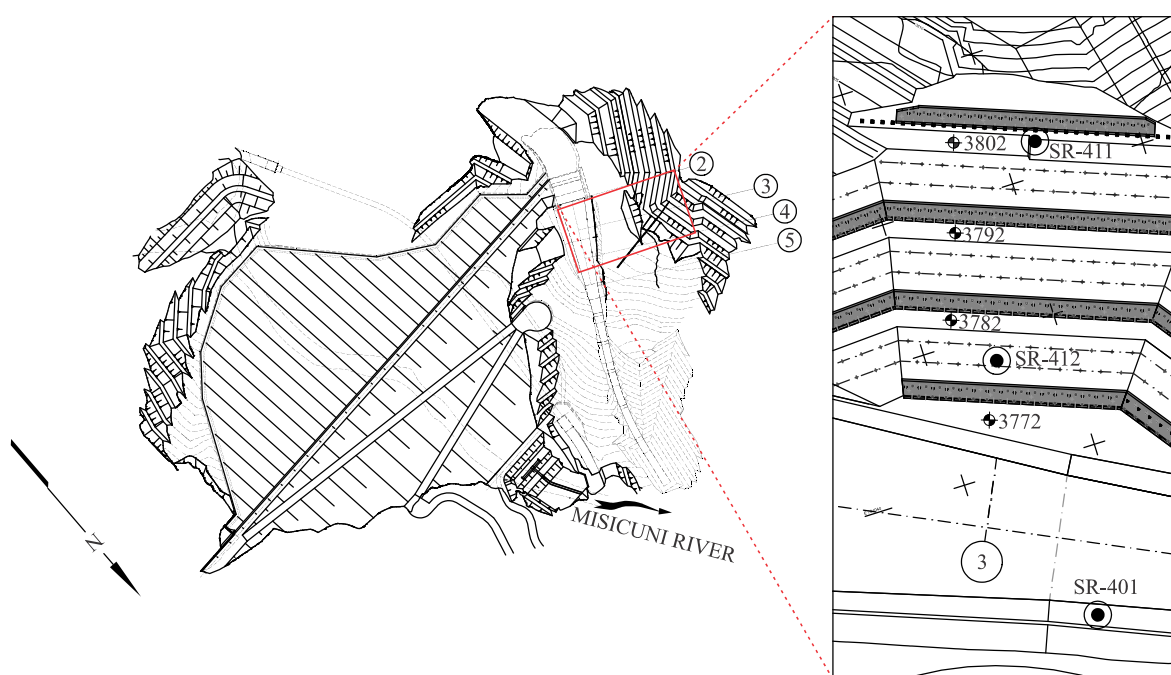 ②
③
④
⑤
MISICUNI RIVER
N
3802
SR-411
3792
3782
SR-412
3772
3
SR-401